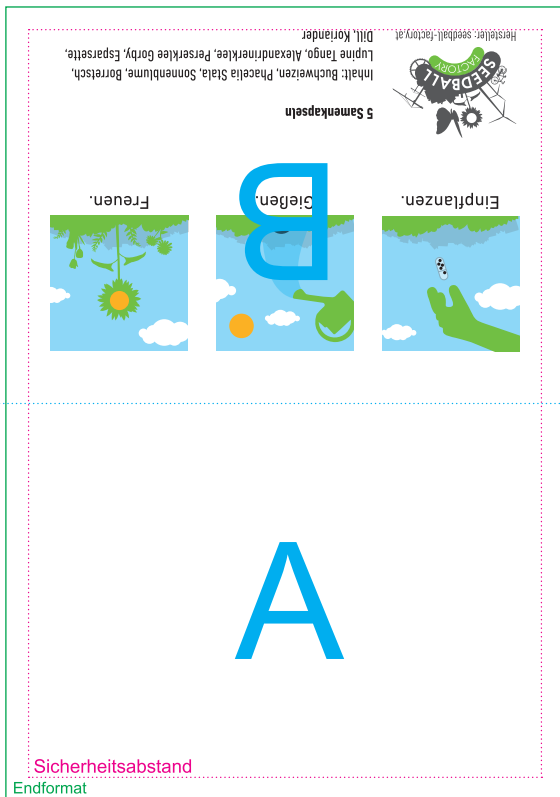 Hersteller: seedball-factory.at
SEEDBALL
FACTORY
5 Samenkapseln
Inhalt: Buchweizen, Phacelia Stala, Sonnenblume, Borretsch,
Lupine Tango, Alexandrinerklee, Perserklee Gorby, Esparsette,
Dill, Koriander
Einpflanzen.
Gießen.
Freuen.
B
A
Sicherheitsabstand
Endformat